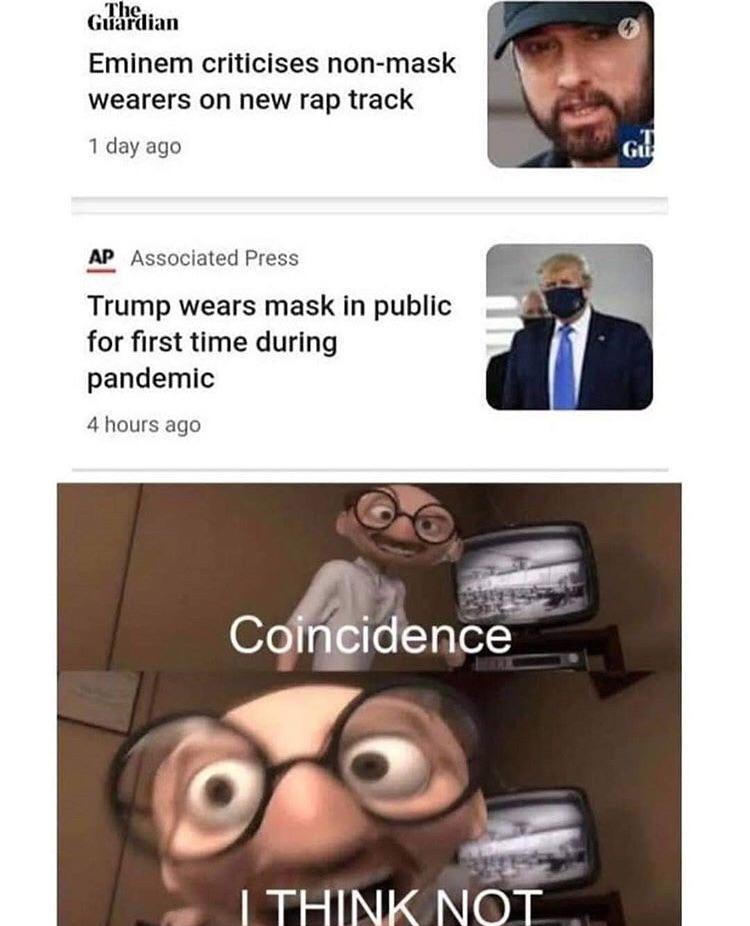 The
Guardian
Eminem criticises non-mask
wearers on new rap track
1 day ago
T
Gu
AP Associated Press
Trump wears mask in public
for first time during
pandemic
4 hours ago
Coincidence
I THINK NOT